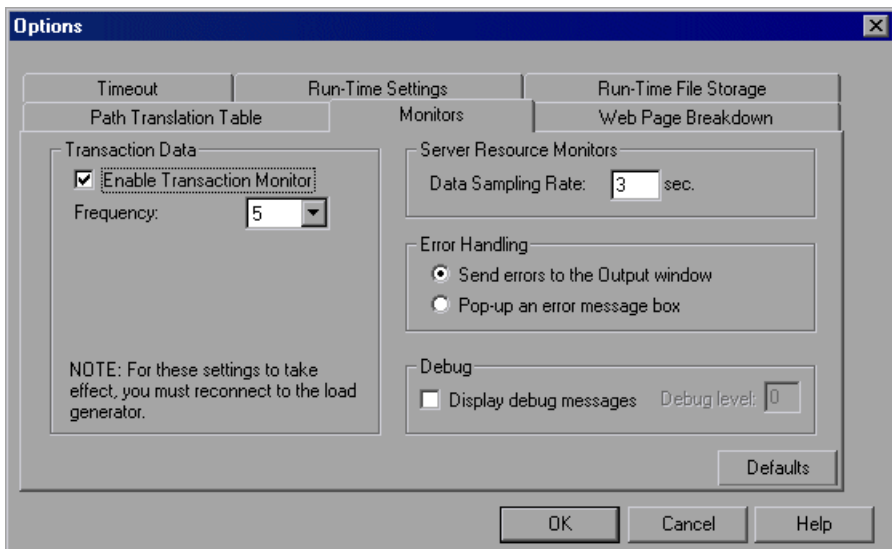 Options
Timeout
Run-Time Settings
Run-Time File Storage
Path Translation Table
Monitors
Web Page Breakdown
Transaction Data
Enable Transaction Monitor
Frequency: 5
NOTE: For these settings to take
effect, you must reconnect to the load
generator.
Server Resource Monitors
Data Sampling Rate: 3 sec.
Error Handling
Send errors to the Output window
Pop-up an error message box
Debug
Display debug messages Debug level: 0
Defaults
OK
Cancel
Help